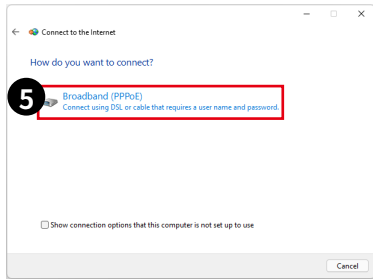 Connect to the Internet
How do you want to connect?
5
Broadband (PPPoE)
Connect using DSL or cable that requires a user name and password.
Show connection options that this computer is not set up to use
Cancel